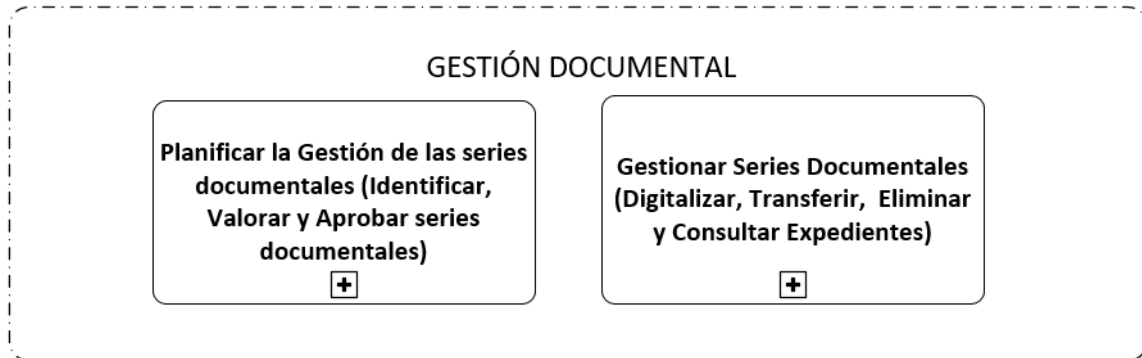 GESTIÓN DOCUMENTAL
Planificar la Gestión de las series
documentales (Identificar,
Valorar y Aprobar series
documentales)
Gestionar Series Documentales
(Digitalizar, Transferir, Eliminar
y Consultar Expedientes)